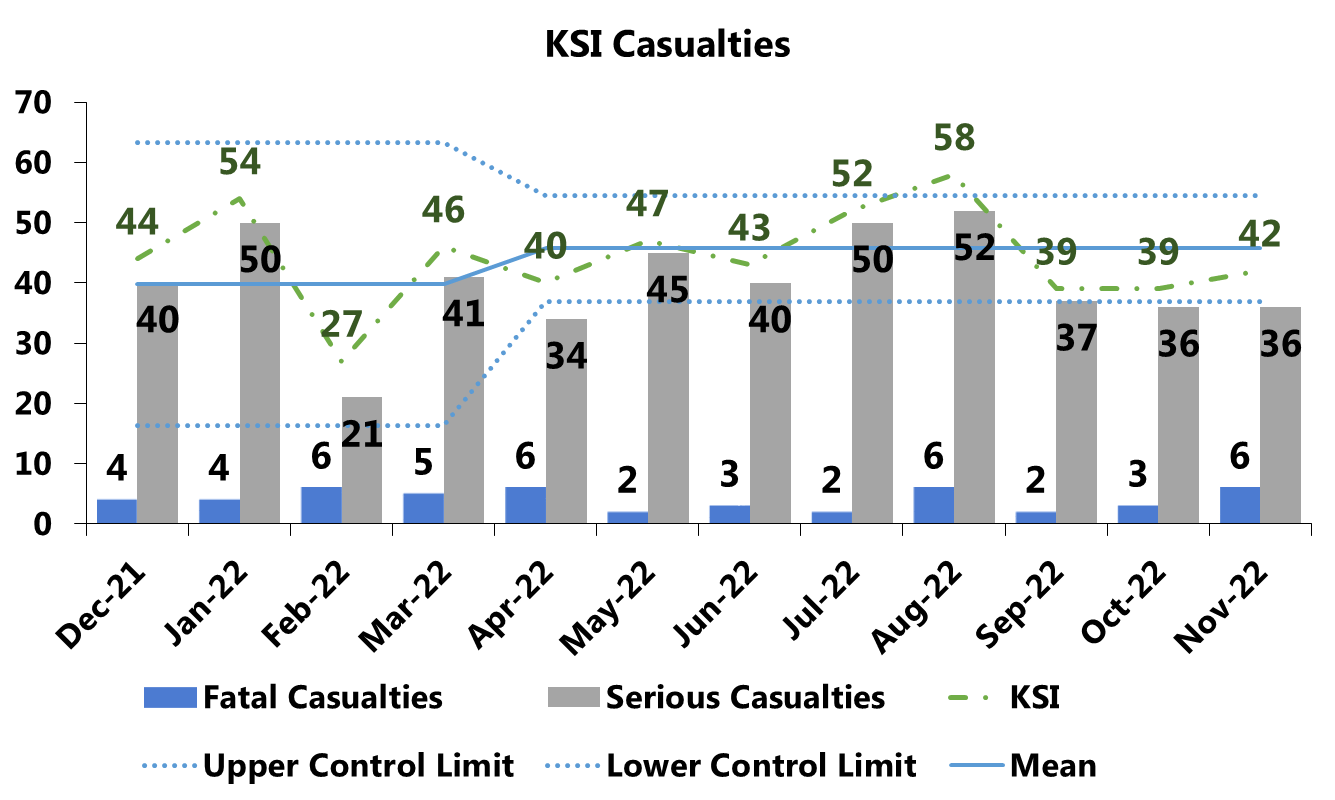 KSI Casualties
70
60
50
40
30
20
10
0
44 54 27 46 40 47 43 52 58 39 39 42
40 50 21 41 34 45 40 50 52 37 36 36
4 4 6 5 6 2 3 2 6 2 3 6
Dec-21 Jan-22 Feb-22 Mar-22 Apr-22 May-22 Jun-22 Jul-22 Aug-22 Sep-22 Oct-22 Nov-22
Fatal Casualties Serious Casualties KSI
Upper Control Limit Lower Control Limit Mean